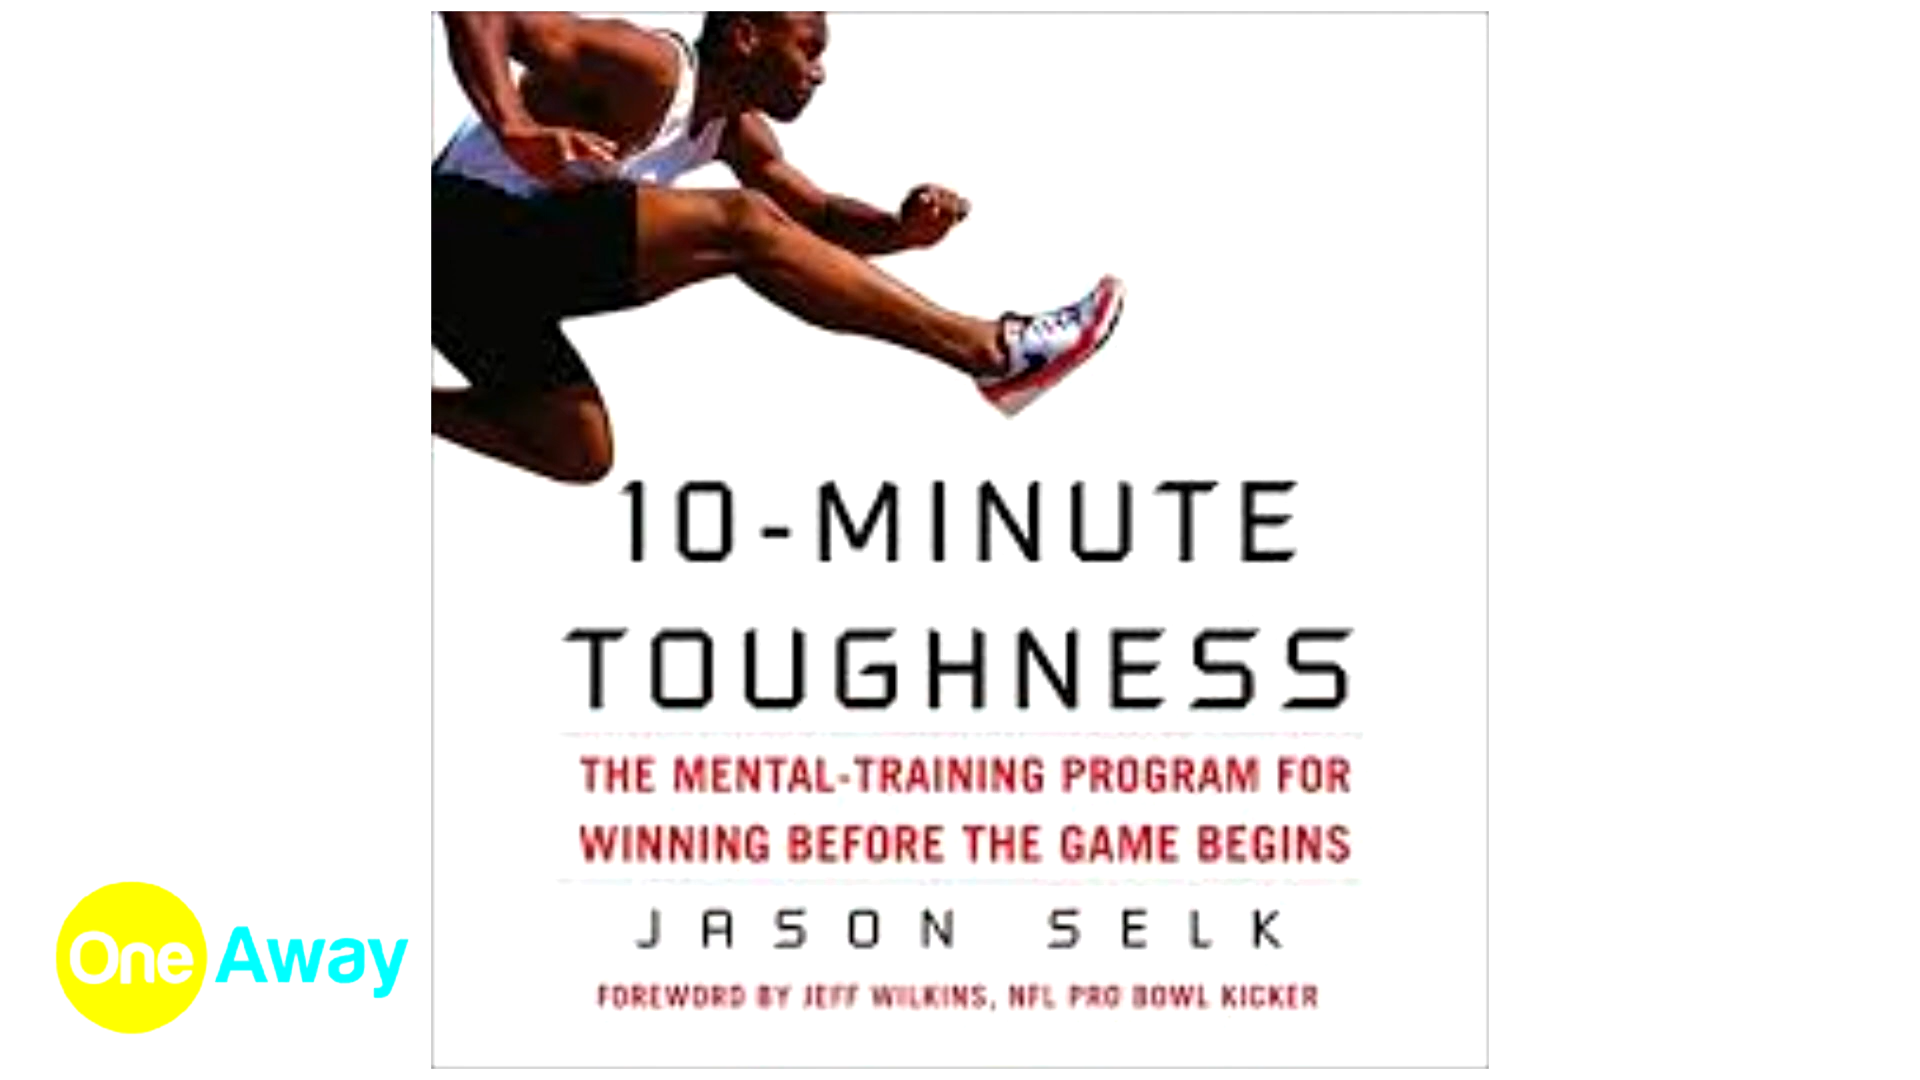 10-MINUTE
TOUGHNESS
THE MENTAL-TRAINING PROGRAM FOR
WINNING BEFORE THE GAME BEGINS
JASON SELK
FOREWORD BY JEFF WILKINS, NFL PRO BOWL KICKER
One Away